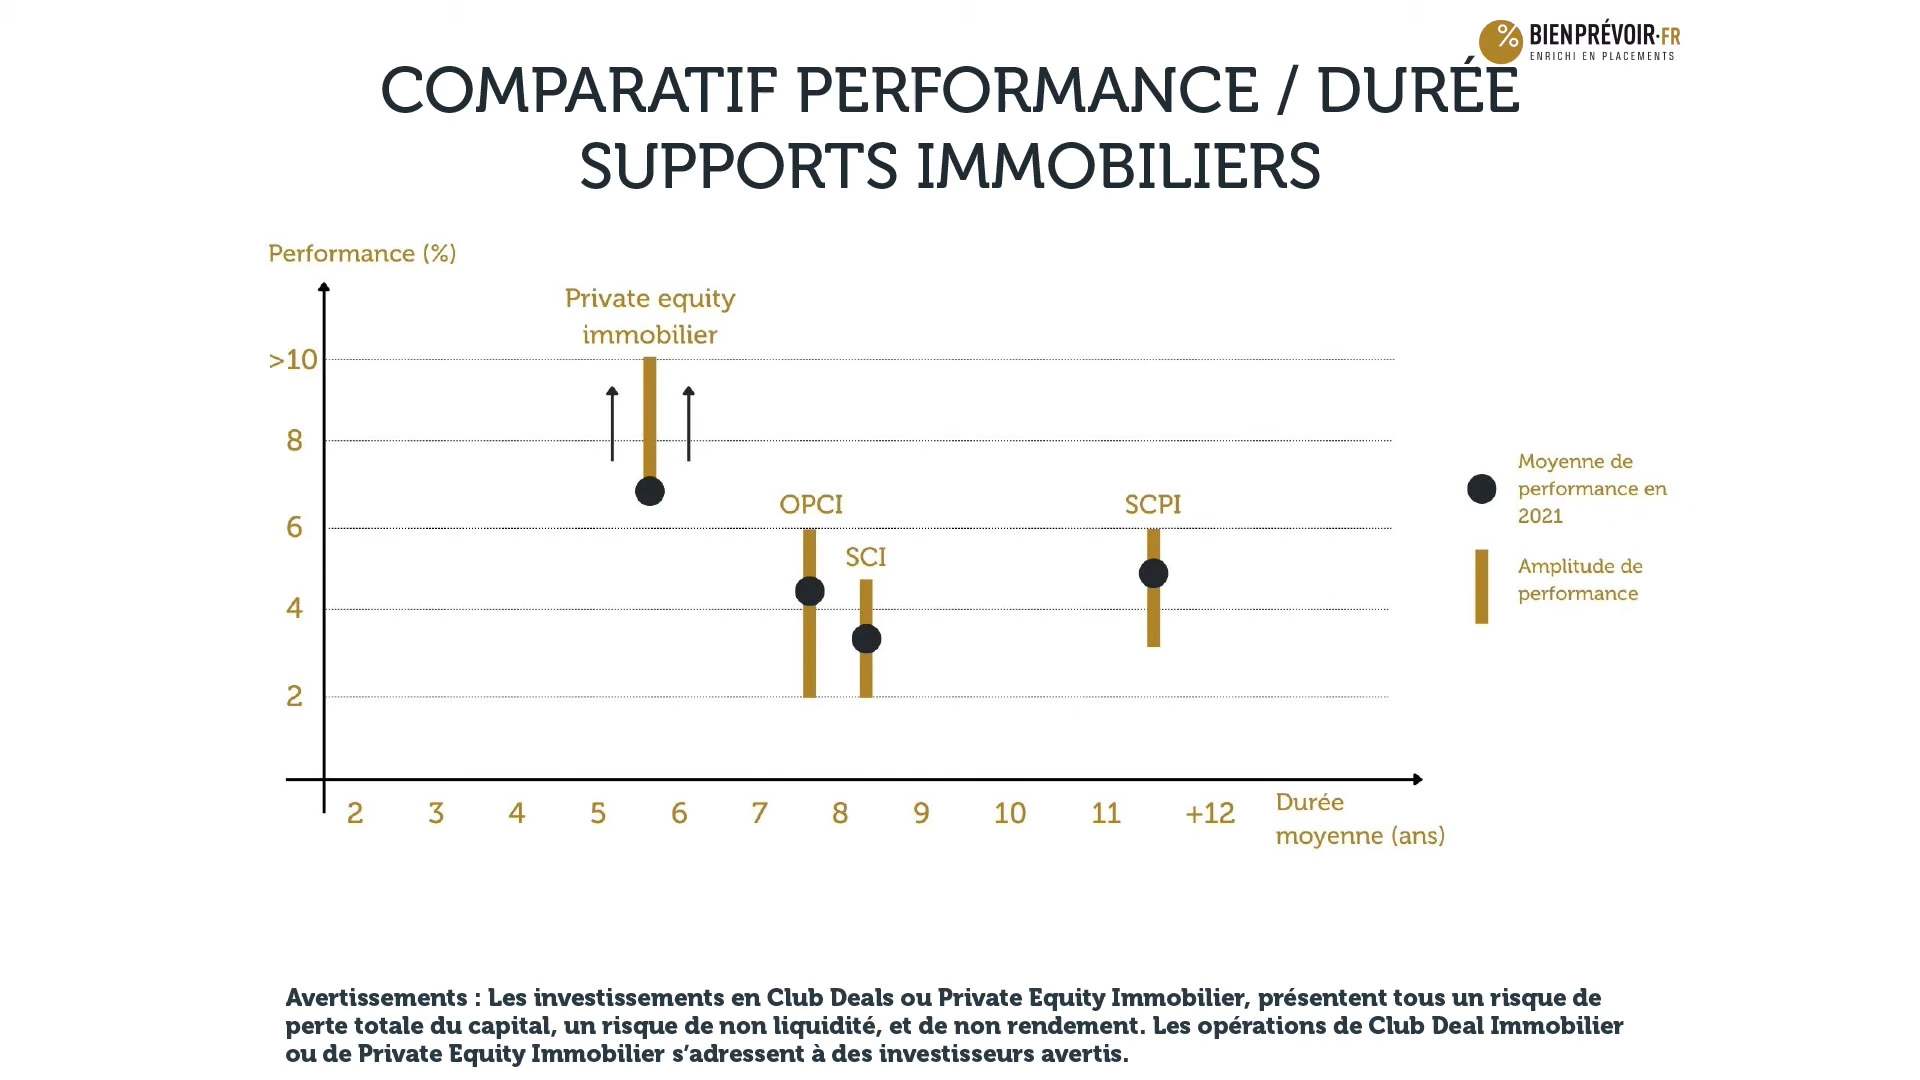 BIENPRÉVOIR.FR
ENRICHI EN PLACEMENTS
COMPARATIF PERFORMANCE / DURÉE
SUPPORTS IMMOBILIERS
Performance (%)
Private equity
immobilier
>10
8
6
4
2
OPCI
SCI
SCPI
Moyenne de
performance en
2021
Amplitude de
performance
2 3 4 5 6 7 8 9 10 11 +12
Durée
moyenne (ans)
Avertissements : Les investissements en Club Deals ou Private Equity Immobilier, présentent tous un risque de
perte totale du capital, un risque de non liquidité, et de non rendement. Les opérations de Club Deal Immobilier
ou de Private Equity Immobilier s’adressent à des investisseurs avertis.